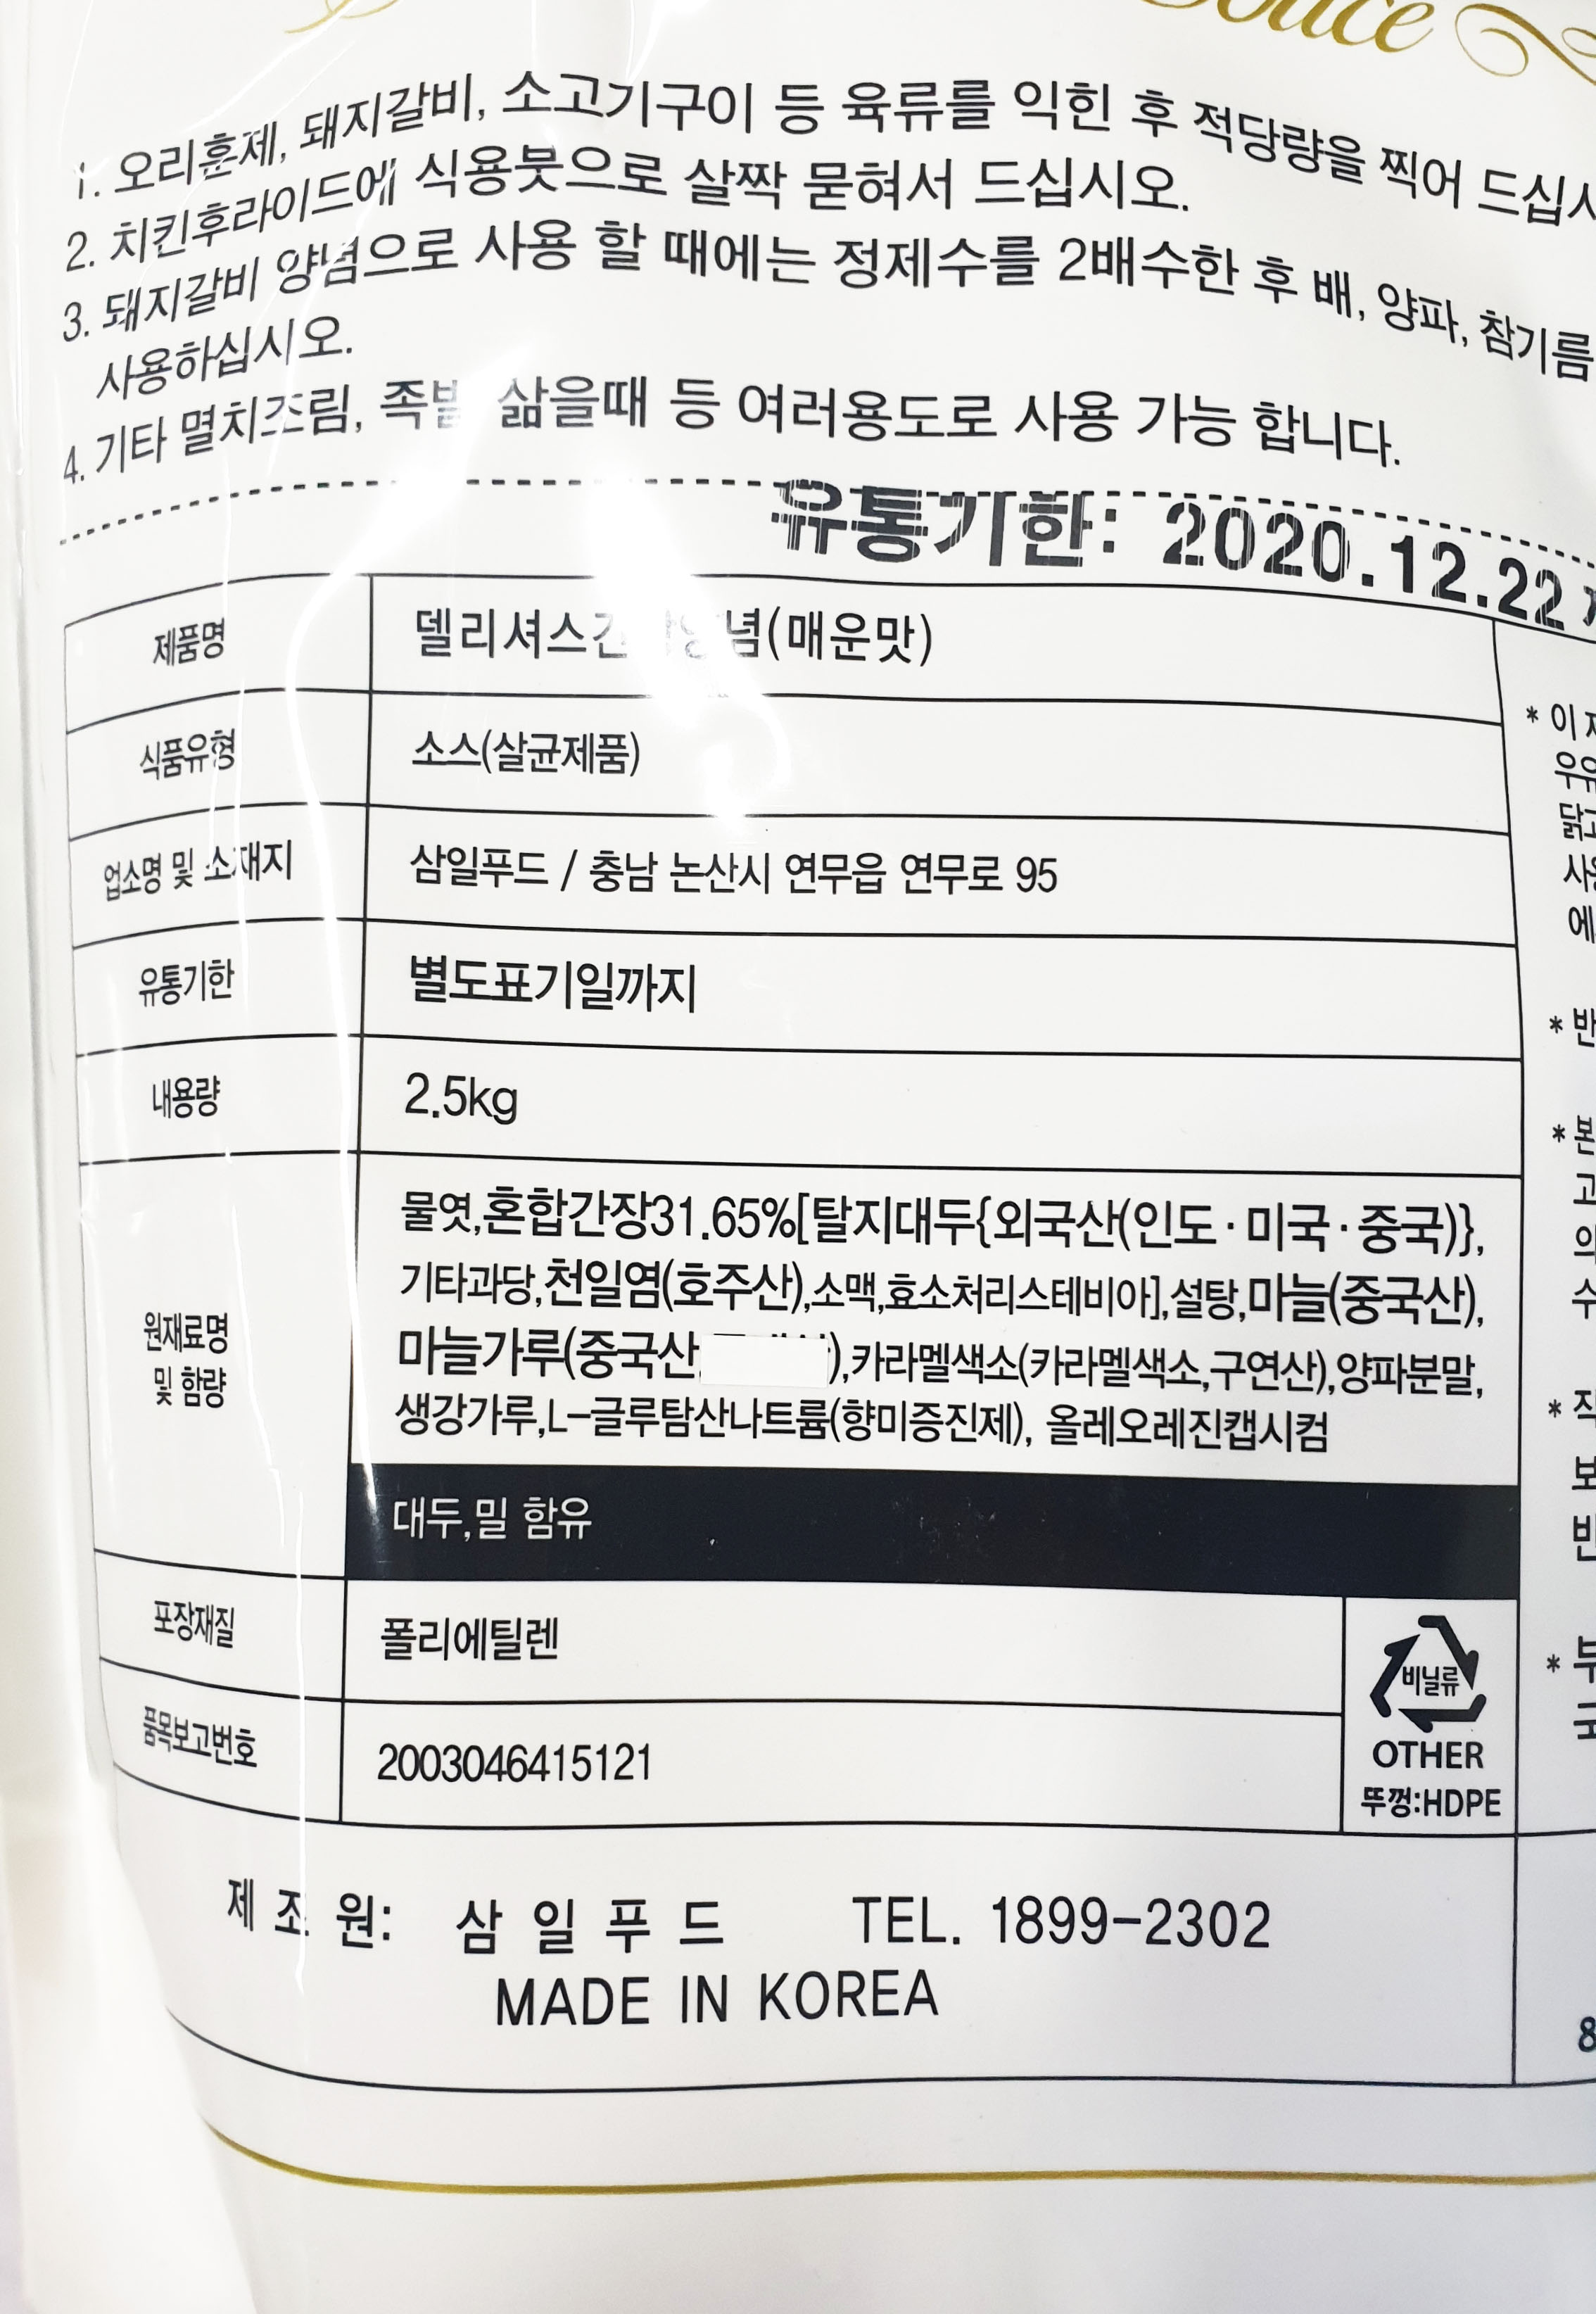 1. 오리훈제, 돼지갈비, 소고기구이 등 육류를 익힌 후 적당량을 찍어
2. 치킨후라이드에 식용붓으로 살짝 묻혀서 드십시오.
3. 돼지갈비 양념으로 사용 할 때에는 정제수를 2배수한 후 배, 양파, 참기름
사용하십시오.
4. 기타 멸치조림, 족발 삶을때 등 여러용도로 사용 가능 합니다.
유통기한: 2020.12.22
제품명
델리셔스간장양념(매운맛)
식품유형
소스(살균제품)
업소명 및 소재지
삼일푸드 / 충남 논산시 연무읍 연무로 95
유통기한
별도표기일까지
내용량
2.5kg
원재료명
및 함량
물엿,혼합간장31.65%[탈지대두{외국산(인도·미국·중국)},
기타과당,천일염(호주산),소맥,효소처리스테비아],설탕,마늘(중국산),
마늘가루(중국산, ),카라멜색소(카라멜색소,구연산),양파분말,
생강가루,L-글루탐산나트륨(향미증진제), 올레오레진캡시컴
대두,밀 함유
포장재질
폴리에틸렌
비닐류
OTHER
뚜껑:HDPE
품목보고번호
2003046415121
제 조 원: 삼 일 푸 드 TEL. 1899-2302
MADE IN KOREA